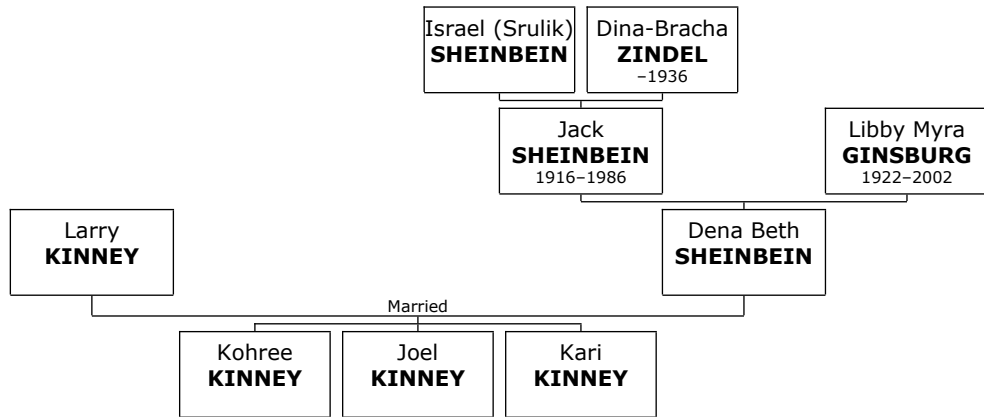 Israel (Srulik)
SHEINBEIN
Dina-Bracha
ZINDEL
–1936
Jack
SHEINBEIN
1916–1986
Libby Myra
GINSBURG
1922–2002
Larry
KINNEY
Dena Beth
SHEINBEIN
Married
Kohree
KINNEY
Joel
KINNEY
Kari
KINNEY